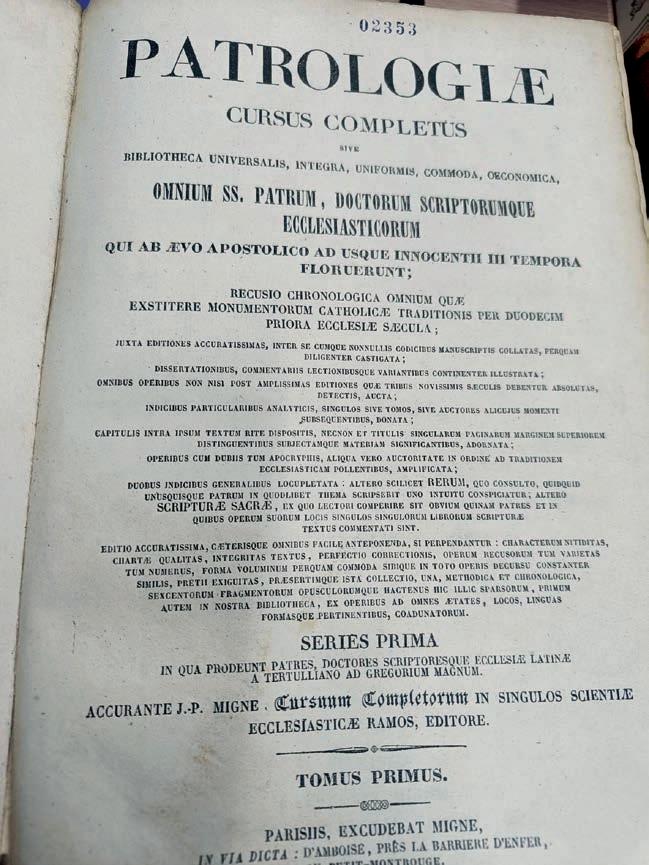 02353
PATROLOGIÆ
CURSUS COMPLETUS
SIVE
BIBLIOTHECA UNIVERSALIS, INTEGRA, UNIFORMIS, COMMODA, OECONOMICA,
OMNIUM SS. PATRUM, DOCTORUM SCRIPTORUMQUE
ECCLESIASTICORUM
QUI AB ÆVO APOSTOLICO AD USQUE INNOCENTII III TEMPORA
FLORUERUNT;
RECUSIO CHRONOLOGICA OMNIUM QUÆ
EXSTITERE MONUMENTORUM CATHOLICÆ TRADITIONIS PER DUODECIM
PRIORA ECCLESIÆ SÆCULA;
JUXTA EDITIONES ACCURATISSIMAS, INTER SE CUMQUE NONNULLIS CODICIBUS MANUSCRIPTIS COLLATAS, PERQUAM
DILIGENTER CASTIGATA;
DISSERTATIONIBUS, COMMENTARIIS LECTIONIBUSQUE VARIANTIBUS CONTINENTER ILLUSTRATA;
OMNIBUS OPERIBUS NON NISI POST AMPLISSIMAS EDITIONES QUÆ TRIBUS NOVISSIMIS SÆCULIS DEBENTUR ABSOLUTAS,
DETECTIS, AUCTA;
INDICIBUS PARTICULARIBUS ANALYTICIS, SINGULOS SIVE TOMOS, SIVE AUCTORES ALICUJUS MOMENTI
SUBSEQUENTIBUS, DONATA;
CAPITULIS INTRA IPSUM TEXTUM RITE DISPOSITIS, NECNON ET TITULIS SINGULARUM PAGINARUM MARGINEM SUPERIOREM
DISTINGUENTIBUS SUBJECTAMQUE MATERIAM SIGNIFICANTIBUS, ADORNATA;
OPERIBUS CUM DUBIIS TUM APOCRYPHIS, ALIQUA VERO AUCTORITATE IN ORDINE AD TRADITIONEM
ECCLESIASTICAM POLLENTIBUS, AMPLIFICATA;
DUOBUS INDICIBUS GENERALIBUS LOCUPLETATA: ALTERO SCILICET RERUM, QUO CONSULTO, QUIDQUID
UNUSQUISQUE PATRUM IN QUODLIBET THEMA SCRIPSERIT UNO INTUITU CONSPICIATUR; ALTERO
SCRIPTURÆ SACRÆ, EX QUO LECTORI COMPERIRE SIT OBVIUM QUINAM PATRES ET IN
QUIBUS OPERUM SUORUM LOCIS SINGULOS SINGULORUM LIBRORUM SCRIPTURÆ
TEXTUS COMMENTATI SINT.
EDITIO ACCURATISSIMA, CÆTERISQUE OMNIBUS FACILE ANTEPONENDA, SI PERPENDANTUR: CHARACTERUM NITIDITAS,
CHARTÆ QUALITAS, INTEGRITAS TEXTUS, PERFECTIO CORRECTIONIS, OPERUM RECUSORUM TUM VARIETAS
TUM NUMERUS, FORMA VOLUMINUM PERQUAM COMMODA SIBIQUE IN TOTO OPERIS DECURSU CONSTANTER
SIMILIS, PRETII EXIGUITAS, PRÆSERTIMQUE ISTA COLLECTIO, UNA, METHODICA ET CHRONOLOGICA,
SEXCENTORUM FRAGMENTORUM OPUSCULORUMQUE HACTENUS HIC ILLIC SPARSORUM, PRIMUM
AUTEM IN NOSTRA BIBLIOTHECA, EX OPERIBUS AD OMNES ÆTATES, LOCOS, LINGUAS
FORMASQUE PERTINENTIBUS, COADUNATORUM.
SERIES PRIMA
IN QUA PRODEUNT PATRES, DOCTORES SCRIPTORESQUE ECCLESIÆ LATINÆ
A TERTULLIANO AD GREGORIUM MAGNUM.
ACCURANTE J.-P. MIGNE, Cursuum Completorum IN SINGULOS SCIENTIÆ
ECCLESIASTICÆ RAMOS, EDITORE.
TOMUS PRIMUS.
PARISIIS, EXCUDEBAT MIGNE,
IN VIA DICTA: D'AMBOISE, PRÈS LA BARRIERE D'ENFER,
PETIT-MONTROUGE.